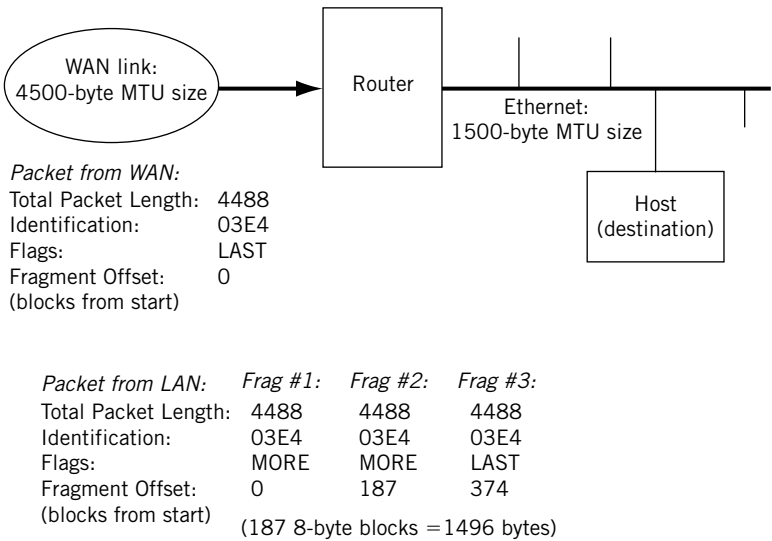 WAN link:
4500-byte MTU size
Router
Ethernet:
1500-byte MTU size
Host
(destination)
Packet from WAN:
Total Packet Length: 4488
Identification: 03E4
Flags: LAST
Fragment Offset: 0
(blocks from start)
Packet from LAN: Frag #1: Frag #2: Frag #3:
Total Packet Length: 4488 4488 4488
Identification: 03E4 03E4 03E4
Flags: MORE MORE LAST
Fragment Offset: 0 187 374
(blocks from start)
(187 8-byte blocks = 1496 bytes)